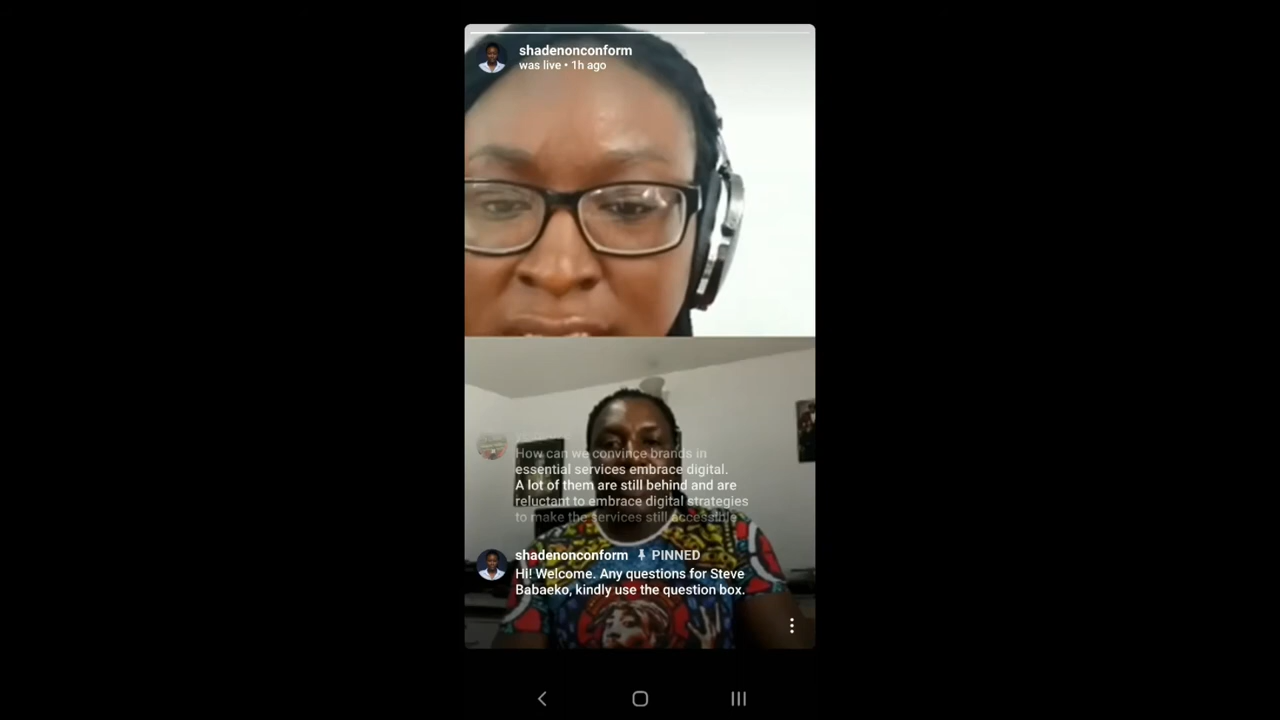 shadenonconform
was live • 1h ago
How can we convince brands in
essential services embrace digital.
A lot of them are still behind and are
reluctant to embrace digital strategies
to make the services still accessible
shadenonconform PINNED
Hi! Welcome. Any questions for Steve
Babaeko, kindly use the question box.